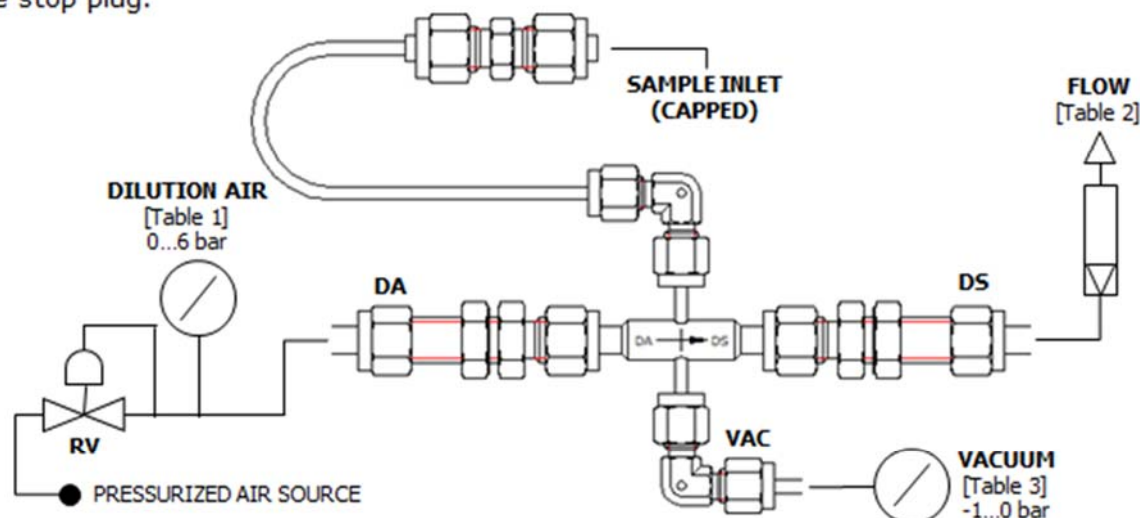 stop plug.
SAMPLE INLET
(CAPPED)
FLOW
[Table 2]
DILUTION AIR
[Table 1]
0...6 bar
DA
DS
DA
DS
RV
VAC
PRESSURIZED AIR SOURCE
VACUUM
[Table 3]
-1...0 bar